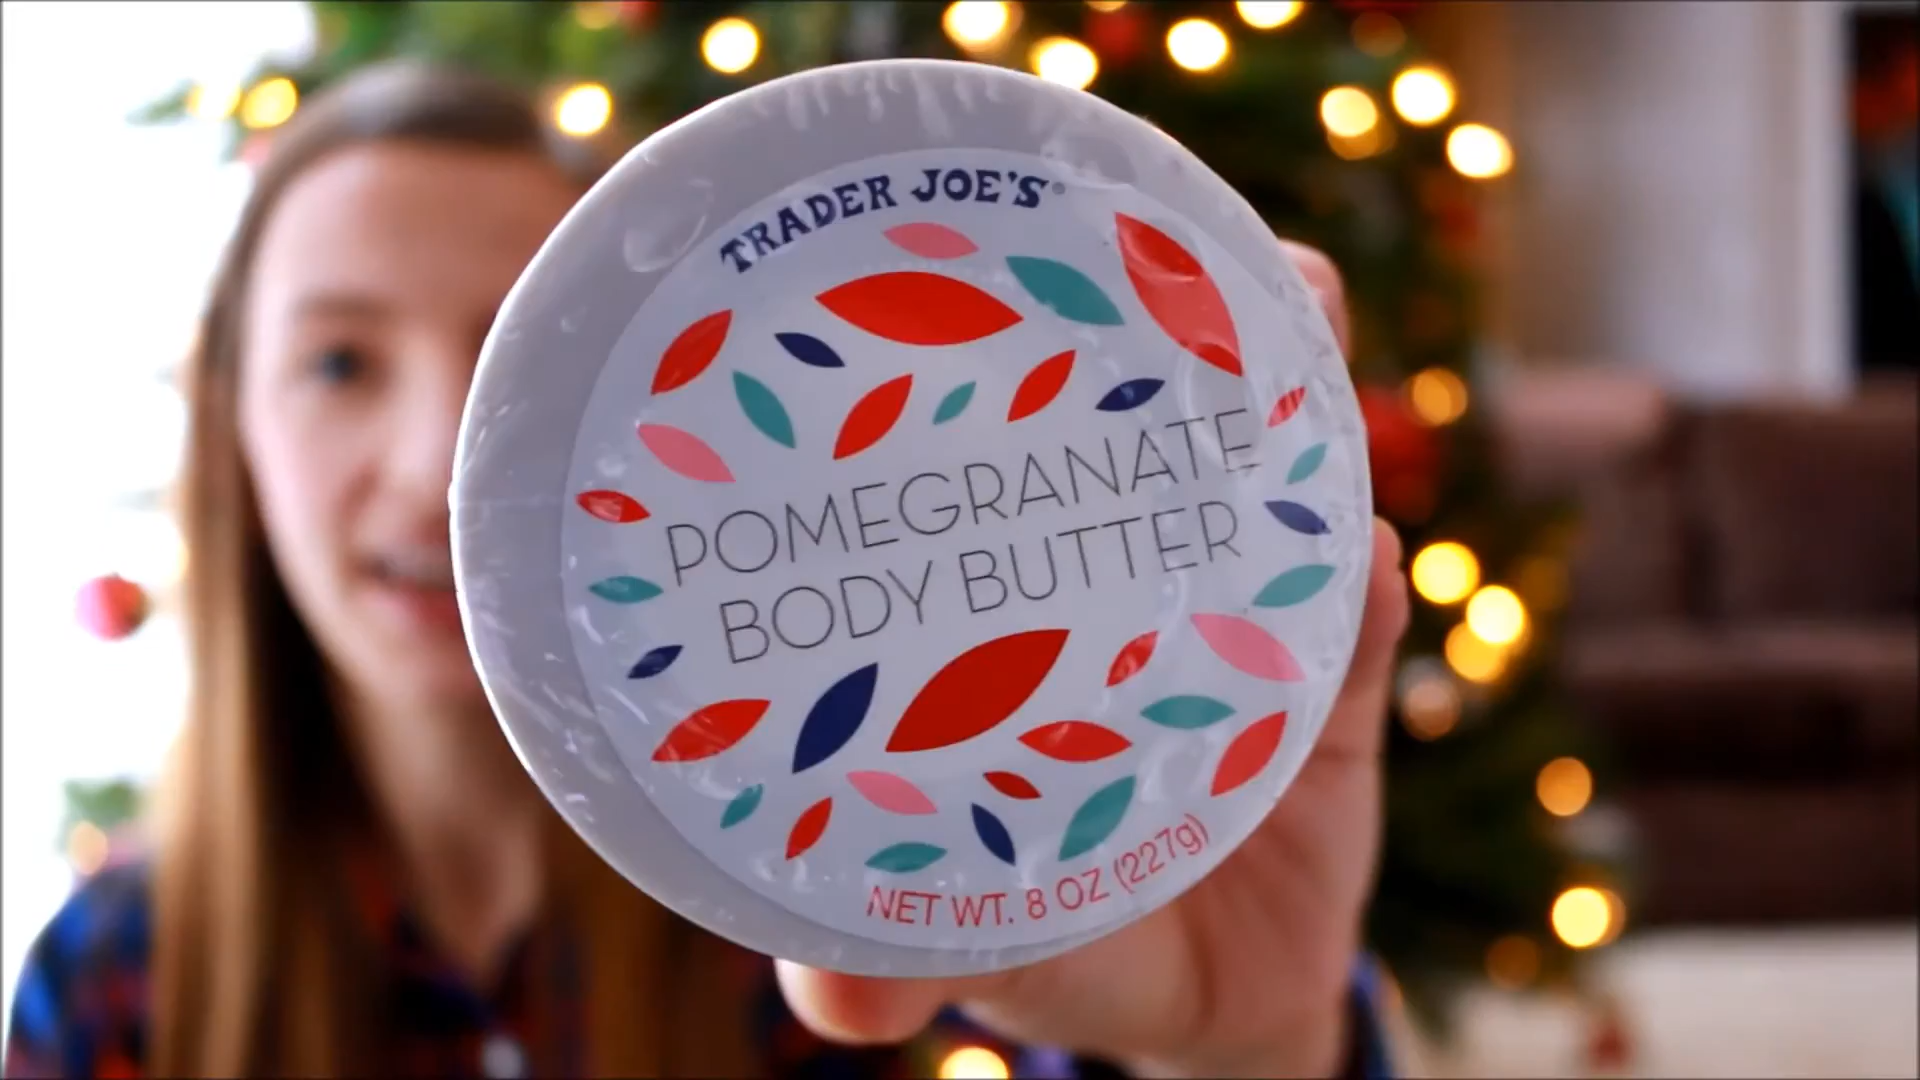 TRADER JOE'S®
POMEGRANATE
BODY BUTTER
NET WT. 8 OZ (227g)